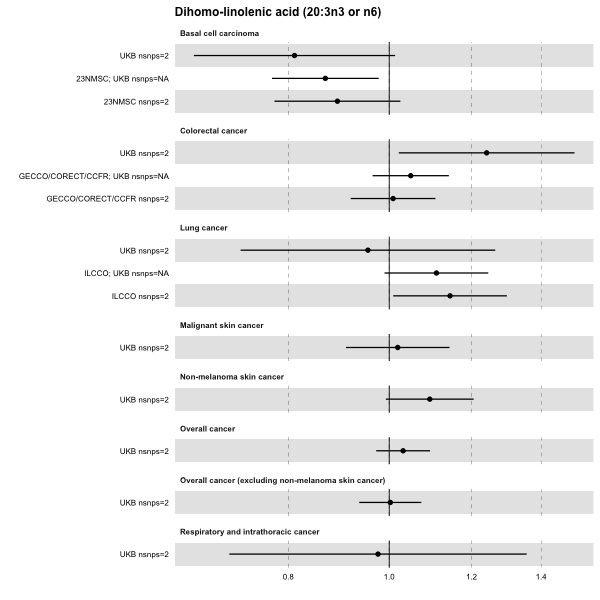 Dihomo-linolenic acid (20:3n3 or n6)
Basal cell carcinoma
UKB nsnps=2
23NMSC; UKB nsnps=NA
23NMSC nsnps=2
Colorectal cancer
UKB nsnps=2
GECCO/CORECT/CCFR; UKB nsnps=NA
GECCO/CORECT/CCFR nsnps=2
Lung cancer
UKB nsnps=2
ILCCO; UKB nsnps=NA
ILCCO nsnps=2
Malignant skin cancer
UKB nsnps=2
Non-melanoma skin cancer
UKB nsnps=2
Overall cancer
UKB nsnps=2
Overall cancer (excluding non-melanoma skin cancer)
UKB nsnps=2
Respiratory and intrathoracic cancer
UKB nsnps=2
0.8 1.0 1.2 1.4